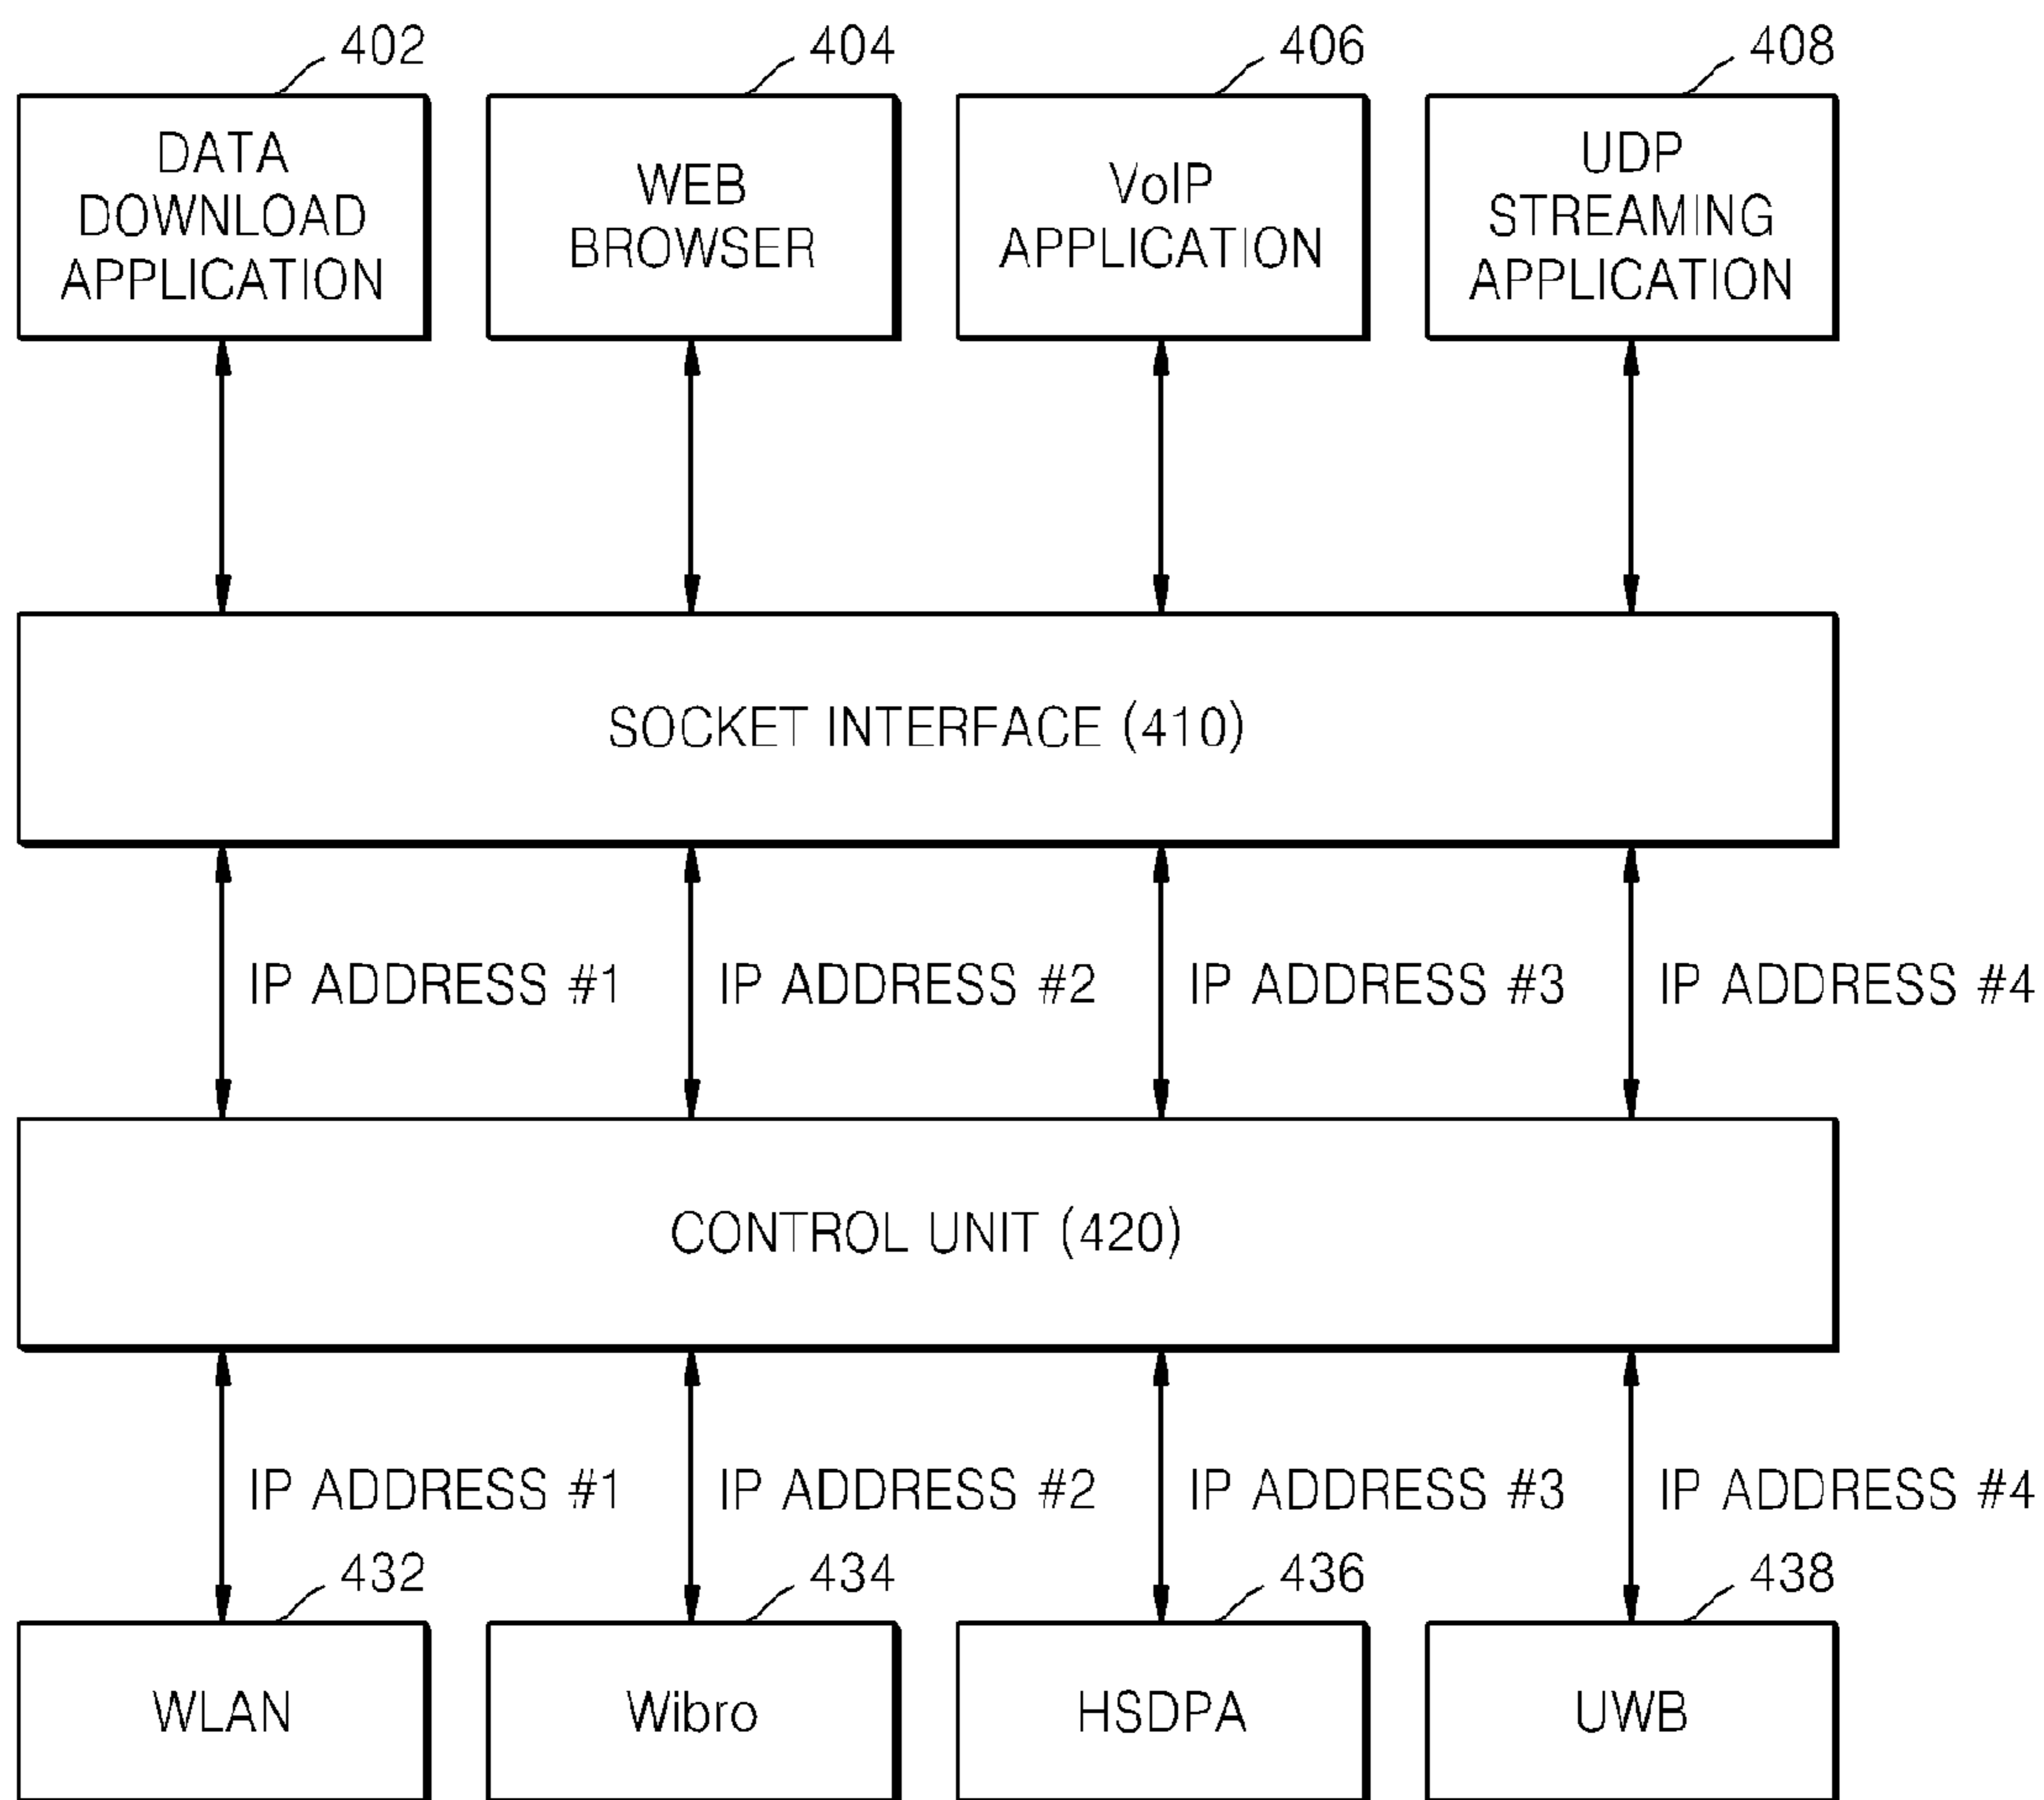 402
404
406
408
DATA
DOWNLOAD
APPLICATION
WEB
BROWSER
VoIP
APPLICATION
UDP
STREAMING
APPLICATION
SOCKET INTERFACE (410)
IP ADDRESS #1
IP ADDRESS #2
IP ADDRESS #3
IP ADDRESS #4
CONTROL UNIT (420)
IP ADDRESS #1
IP ADDRESS #2
IP ADDRESS #3
IP ADDRESS #4
432
434
436
438
WLAN
Wibro
HSDPA
UWB